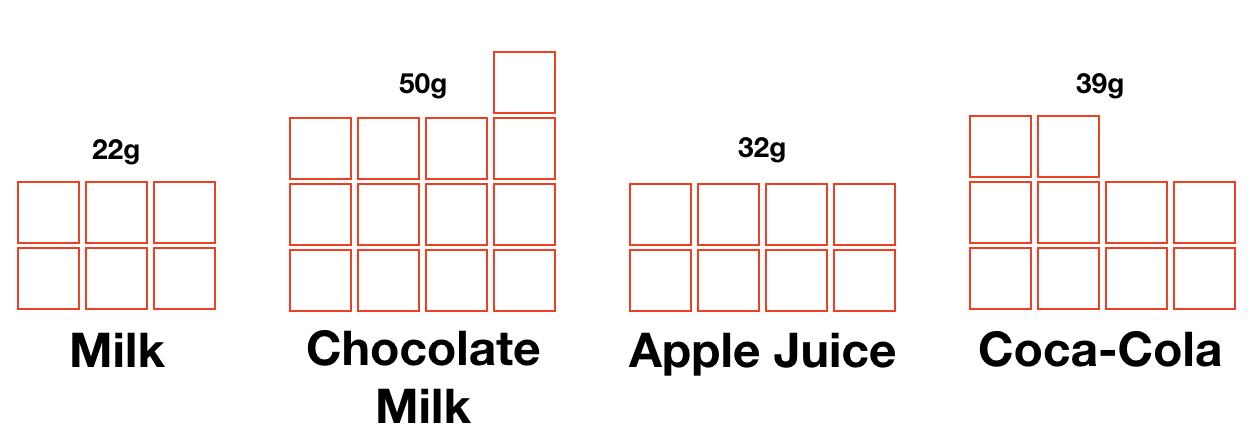 22g
Milk
50g
Chocolate
Milk
32g
Apple Juice
39g
Coca-Cola